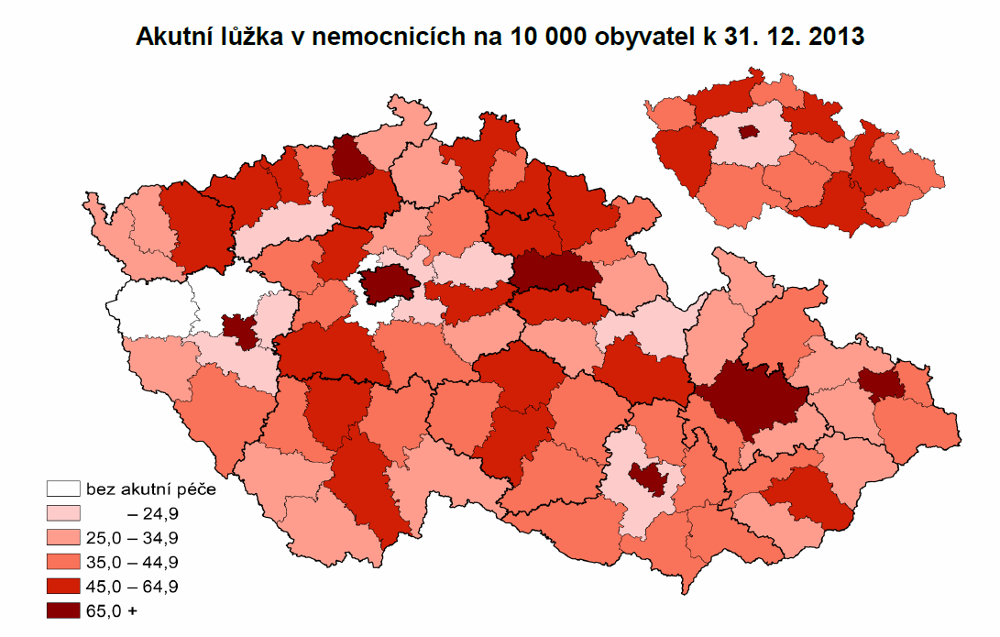 Akutní lůžka v nemocnicích na 10 000 obyvatel k 31. 12. 2013
bez akutní péče
– 24,9
25,0 – 34,9
35,0 – 44,9
45,0 – 64,9
65,0 +